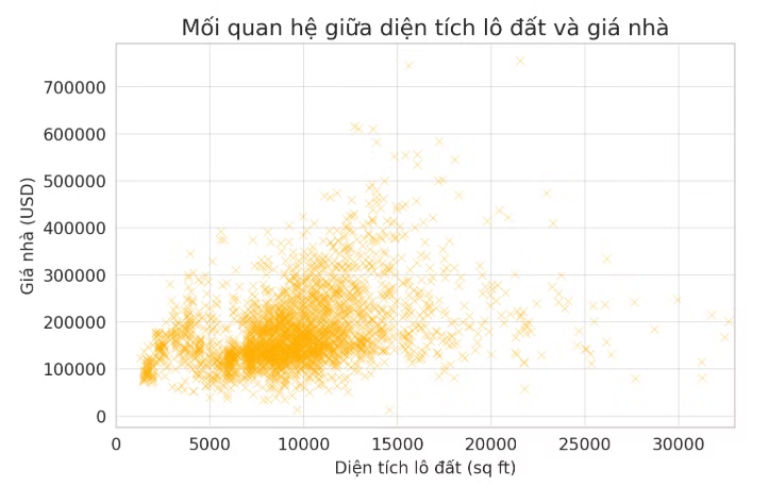 Mối quan hệ giữa diện tích lô đất và giá nhà
Giá nhà (USD)
700000
600000
500000
400000
300000
200000
100000
0
0 5000 10000 15000 20000 25000 30000
Diện tích lô đất (sq ft)